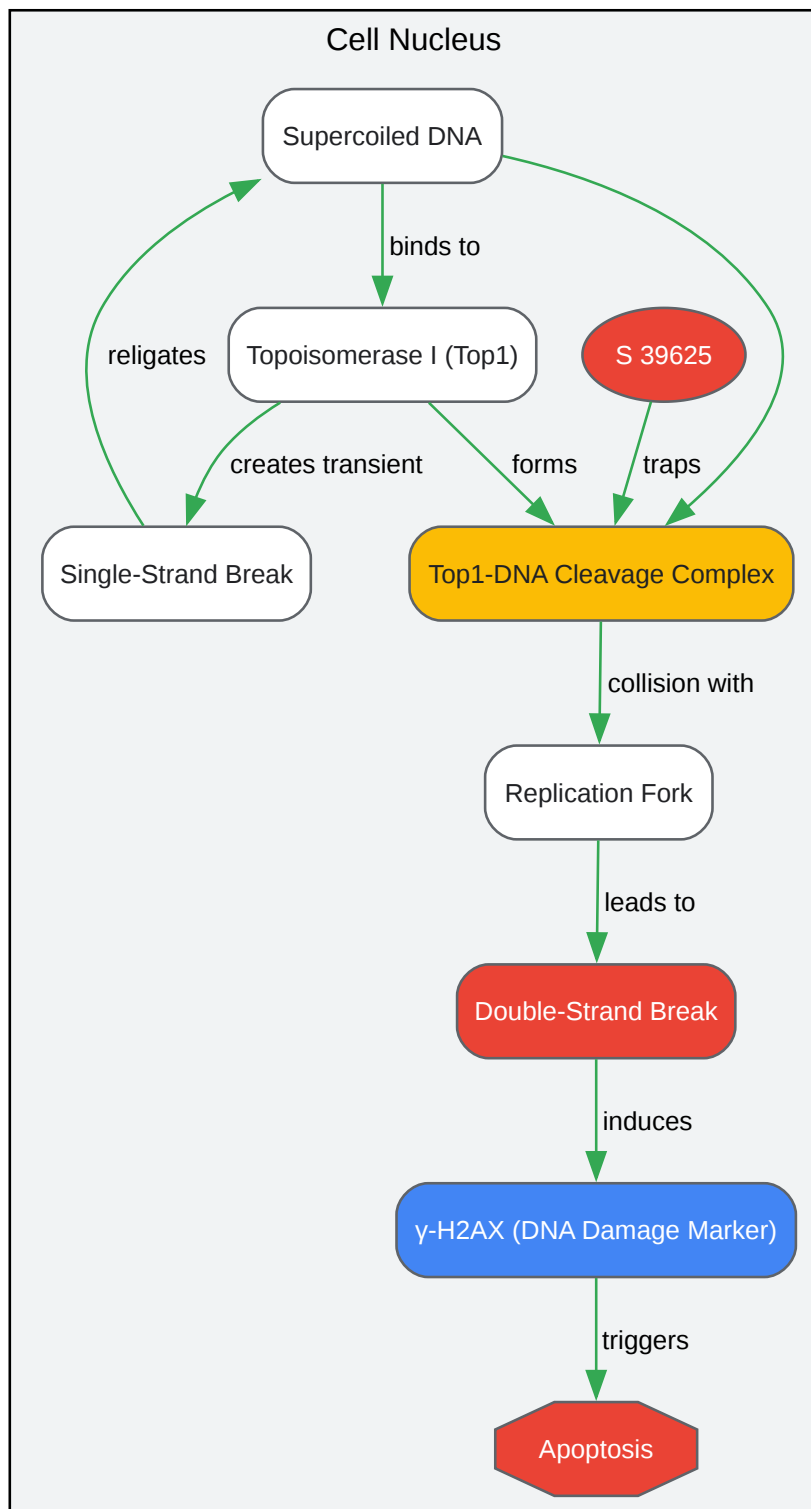 Cell Nucleus
Supercoiled DNA
binds to
religates
Topoisomerase I (Top1)
S 39625
creates transient
forms
traps
Single-Strand Break
Top1-DNA Cleavage Complex
collision with
Replication Fork
leads to
Double-Strand Break
induces
γ-H2AX (DNA Damage Marker)
triggers
Apoptosis